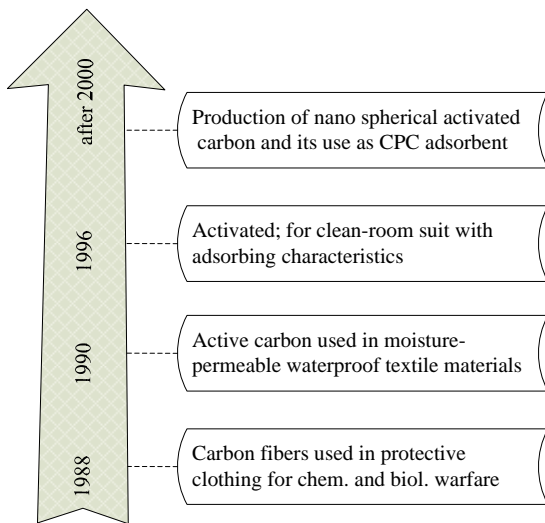 after 2000
Production of nano spherical activated
carbon and its use as CPC adsorbent
1996
Activated; for clean-room suit with
adsorbing characteristics
1990
Active carbon used in moisture-
permeable waterproof textile materials
1988
Carbon fibers used in protective
clothing for chem. and biol. warfare